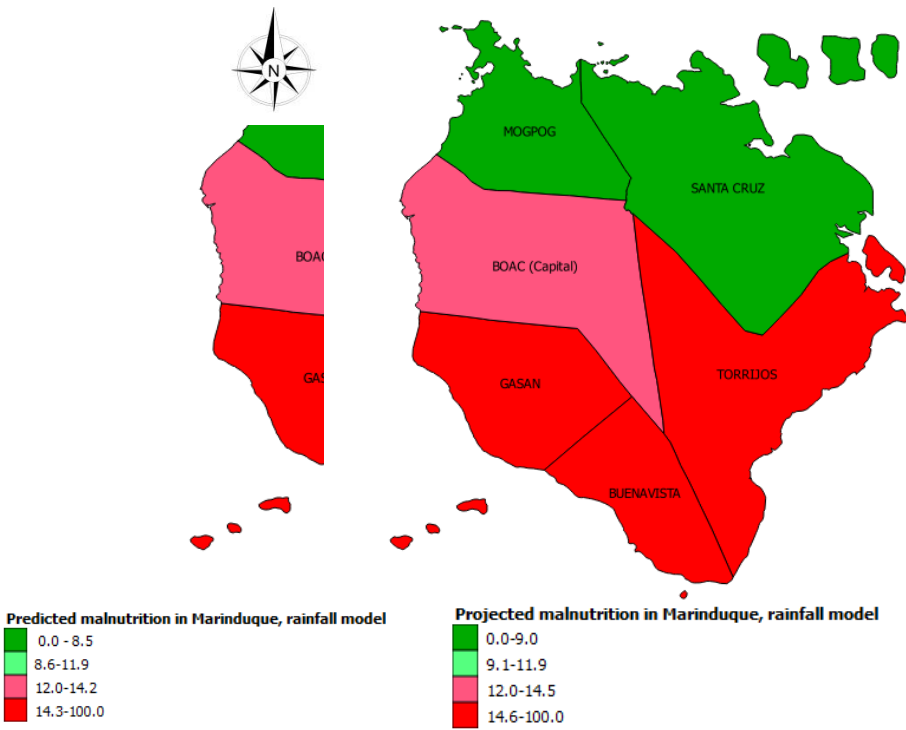 N
MOGPOG
SANTA CRUZ
BOAC
BOAC (Capital)
GAS
GASAN
TORRIJOS
BUENAVISTA
Predicted malnutrition in Marinduque, rainfall model
0.0 - 8.5
8.6-11.9
12.0-14.2
14.3-100.0
Projected malnutrition in Marinduque, rainfall model
0.0-9.0
9.1-11.9
12.0-14.5
14.6-100.0